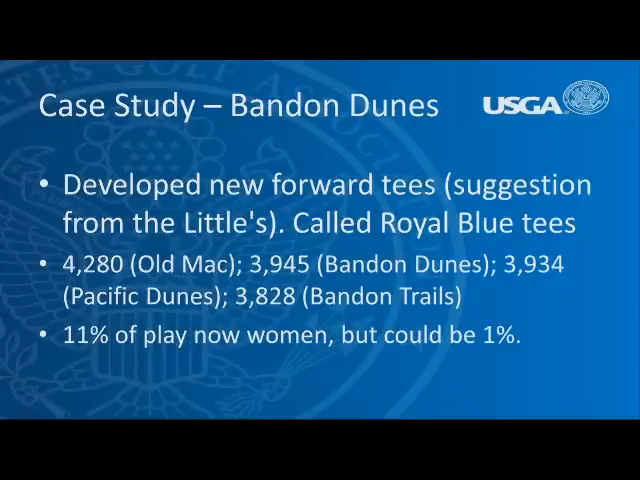 Case Study – Bandon Dunes
USGA
• Developed new forward tees (suggestion
from the Little's). Called Royal Blue tees
• 4,280 (Old Mac); 3,945 (Bandon Dunes); 3,934
(Pacific Dunes); 3,828 (Bandon Trails)
• 11% of play now women, but could be 1%.